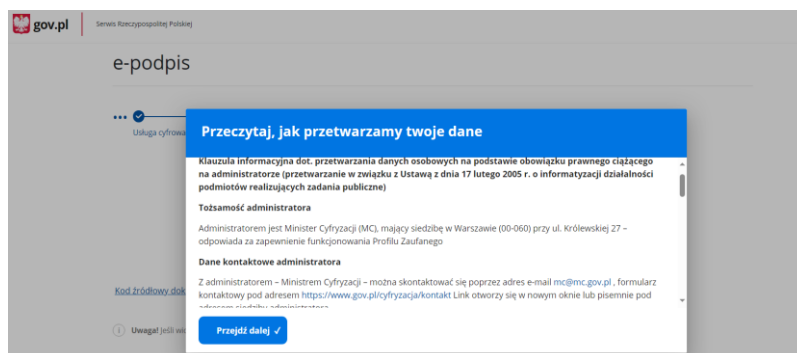 gov.pl
Serwis Rzeczypospolitej Polskiej
e-podpis
Usługa cyfrowa
Przeczytaj, jak przetwarzamy twoje dane
Klauzula informacyjna dot. przetwarzania danych osobowych na podstawie obowiązku prawnego ciążącego
na administratorze (przetwarzanie w związku z Ustawą z dnia 17 lutego 2005 r. o informatyzacji działalności
podmiotów realizujących zadania publiczne)
Tożsamość administratora
Administratorem jest Minister Cyfryzacji (MC), mający siedzibę w Warszawie (00-060) przy ul. Królewskiej 27 –
odpowiada za zapewnienie funkcjonowania Profilu Zaufanego
Dane kontaktowe administratora
Z administratorem – Ministrem Cyfryzacji – można skontaktować się poprzez adres e-mail mc@mc.gov.pl , formularz
kontaktowy pod adresem https://www.gov.pl/cyfryzacja/kontakt Link otworzy się w nowym oknie lub pisemnie pod
adresem siedziby administratora
Kod źródłowy dok
Uwaga! Jeśli
Przejdź dalej